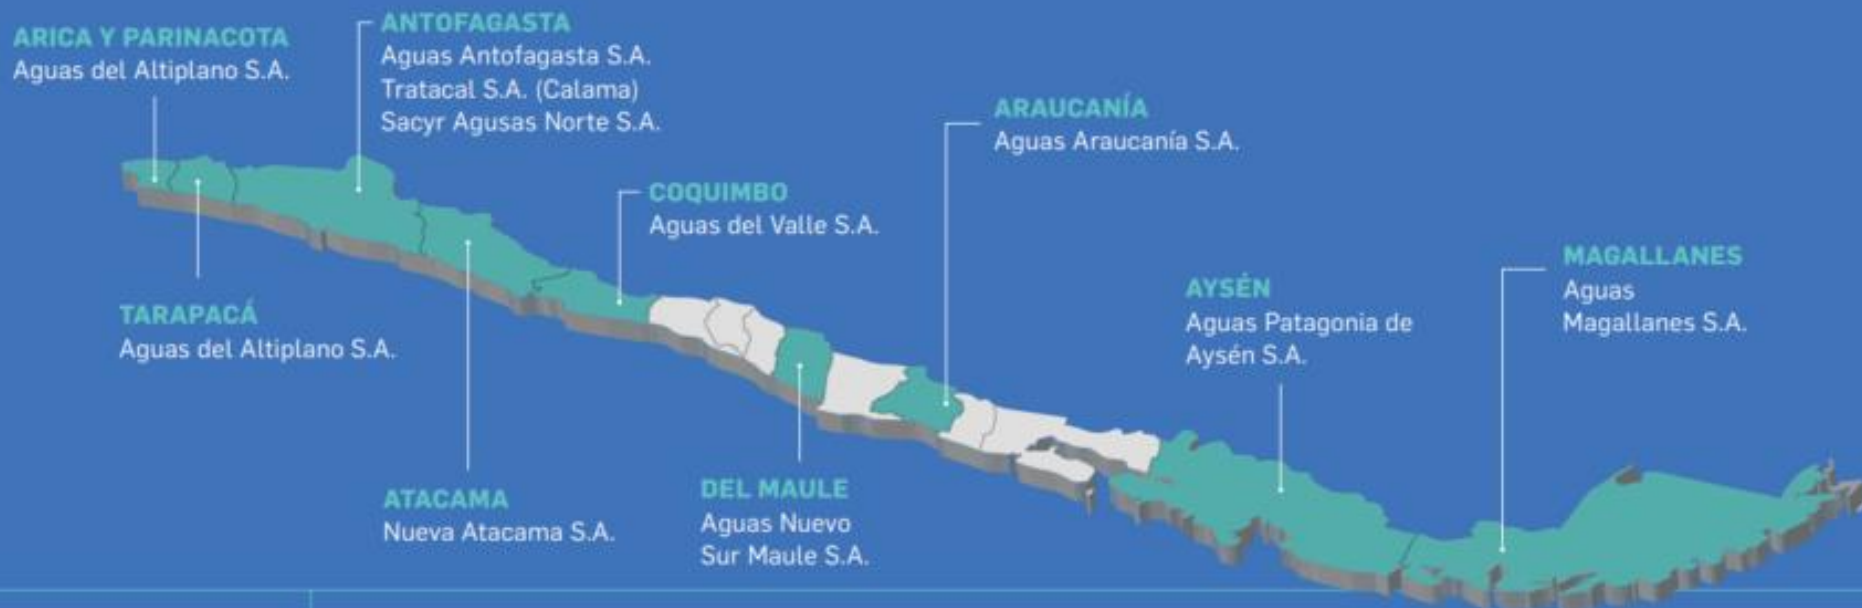 ARICA Y PARINACOTA
Aguas del Altiplano S.A.
ANTOFAGASTA
Aguas Antofagasta S.A.
Tratacal S.A. (Calama)
Sacyr Agusas Norte S.A.
ARAUCANÍA
Aguas Araucanía S.A.
COQUIMBO
Aguas del Valle S.A.
MAGALLANES
Aguas
Magallanes S.A.
AYSÉN
Aguas Patagonia de
Aysén S.A.
TARAPACÁ
Aguas del Altiplano S.A.
ATACAMA
Nueva Atacama S.A.
DEL MAULE
Aguas Nuevo
Sur Maule S.A.